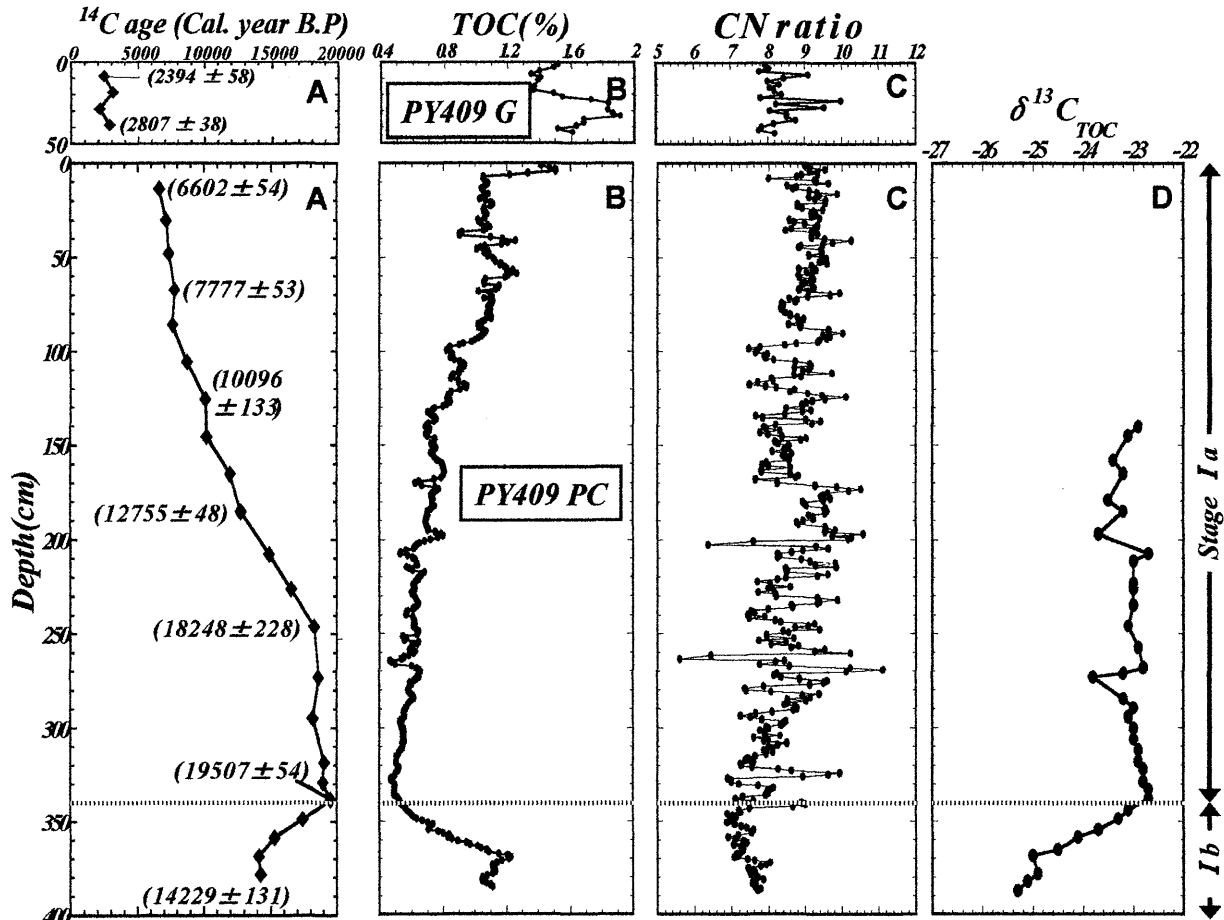 14C age (Cal. year B.P)
0 5000 10000 15000 20000
TOC(%)
0.4 0.8 1.2 1.6 2
CN ratio
5 6 7 8 9 10 11 12
0
50
(2394 ± 58)
(2807 ± 38)
A
PY409 G
B
C
δ 13C TOC
-27 -26 -25 -24 -23 -22
Depth(cm)
0
50
100
150
200
250
300
350
400
(6602 ± 54)
(7777 ± 53)
(10096
± 133)
(12755 ± 48)
(18248 ± 228)
(19507 ± 54)
(14229 ± 131)
A
B
PY409 PC
C
D
Stage Ia
Ib